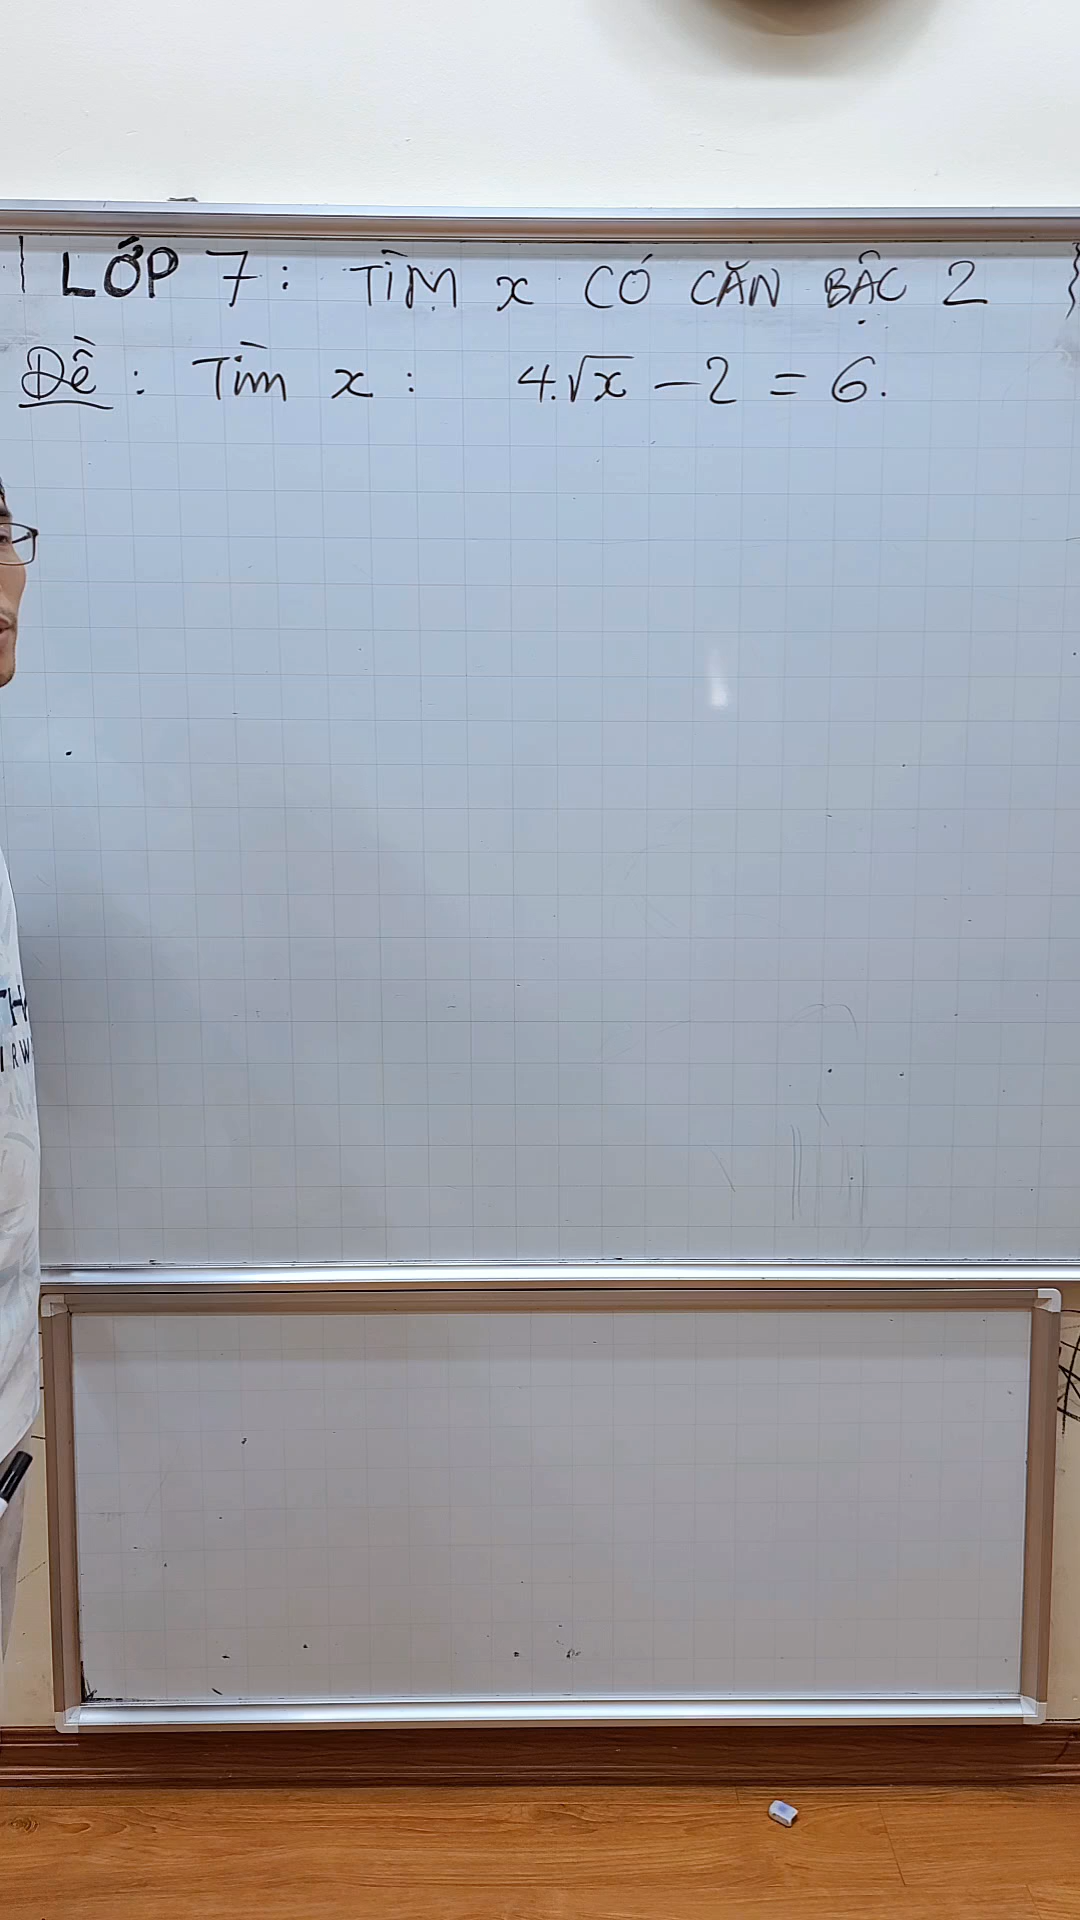 LỚP 7: TÌM x CÓ CĂN BẬC 2
Đề: Tìm x: 4.√x - 2 = 6.